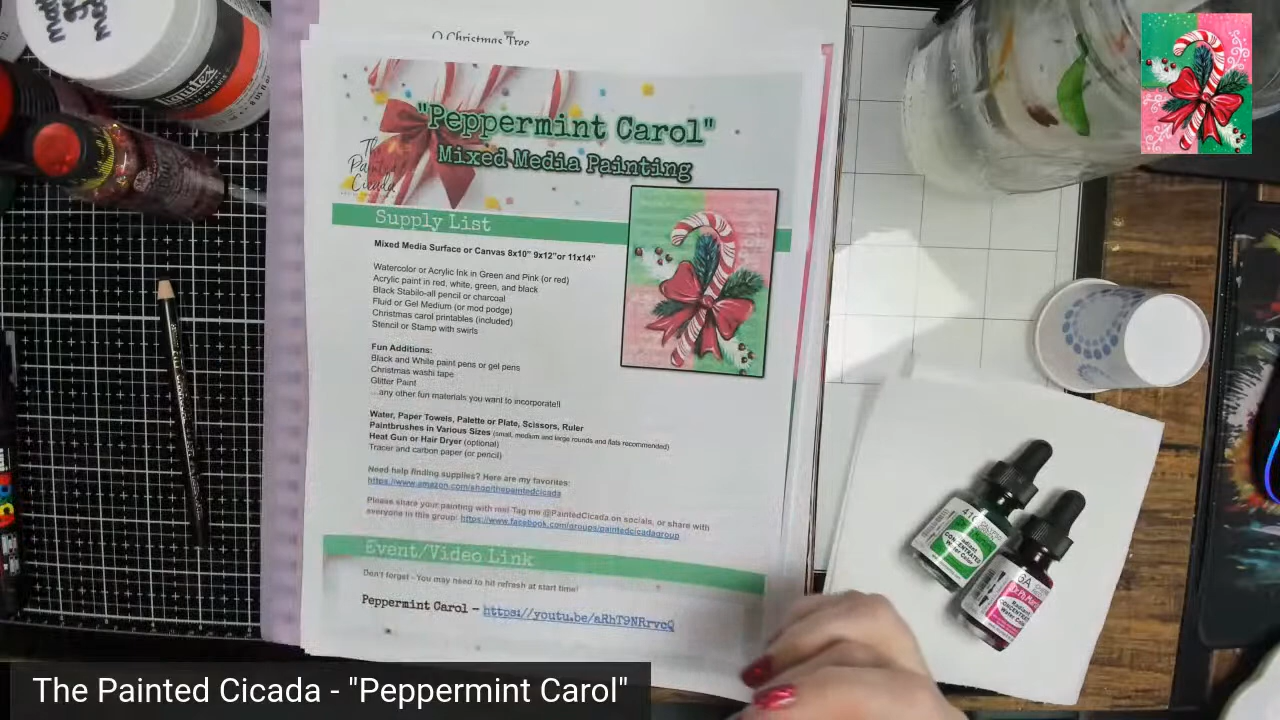 O Christmas Tree
"Peppermint Carol"
Mixed Media Painting
The
Painted
Cicada
Supply List
Mixed Media Surface or Canvas 8x10" 9x12"or 11x14"
Watercolor or Acrylic Ink in Green and Pink (or red)
Acrylic paint in red, white, green, and black
Black Stabilo-all pencil or charcoal
Fluid or Gel Medium (or mod podge)
Christmas carol printables (included)
Stencil or Stamp with swirls
Fun Additions:
Black and White paint pens or gel pens
Christmas washi tape
Glitter Paint
...any other fun materials you want to incorporate!!
Water, Paper Towels, Palette or Plate, Scissors, Ruler
Paintbrushes in Various Sizes (small, medium and large rounds and flats recommended)
Heat Gun or Hair Dryer (optional)
Tracer and carbon paper (or pencil)
Need help finding supplies? Here are my favorites:
https://www.amazon.com/shop/thepaintedcicada
Please share your painting with me! Tag me @PaintedCicada on socials, or share with
everyone in this group! https://www.facebook.com/groups/paintedcicadagroup
Event/Video Link
Don't forget - You may need to hit refresh at start time!
Peppermint Carol - https://youtu.be/aRhT9NRrvcQ
Liquitex
Radiant
CONCENTRATED
Water Color
3A
Radiant
CONCENTRATED
Water Color
The Painted Cicada - "Peppermint Carol"